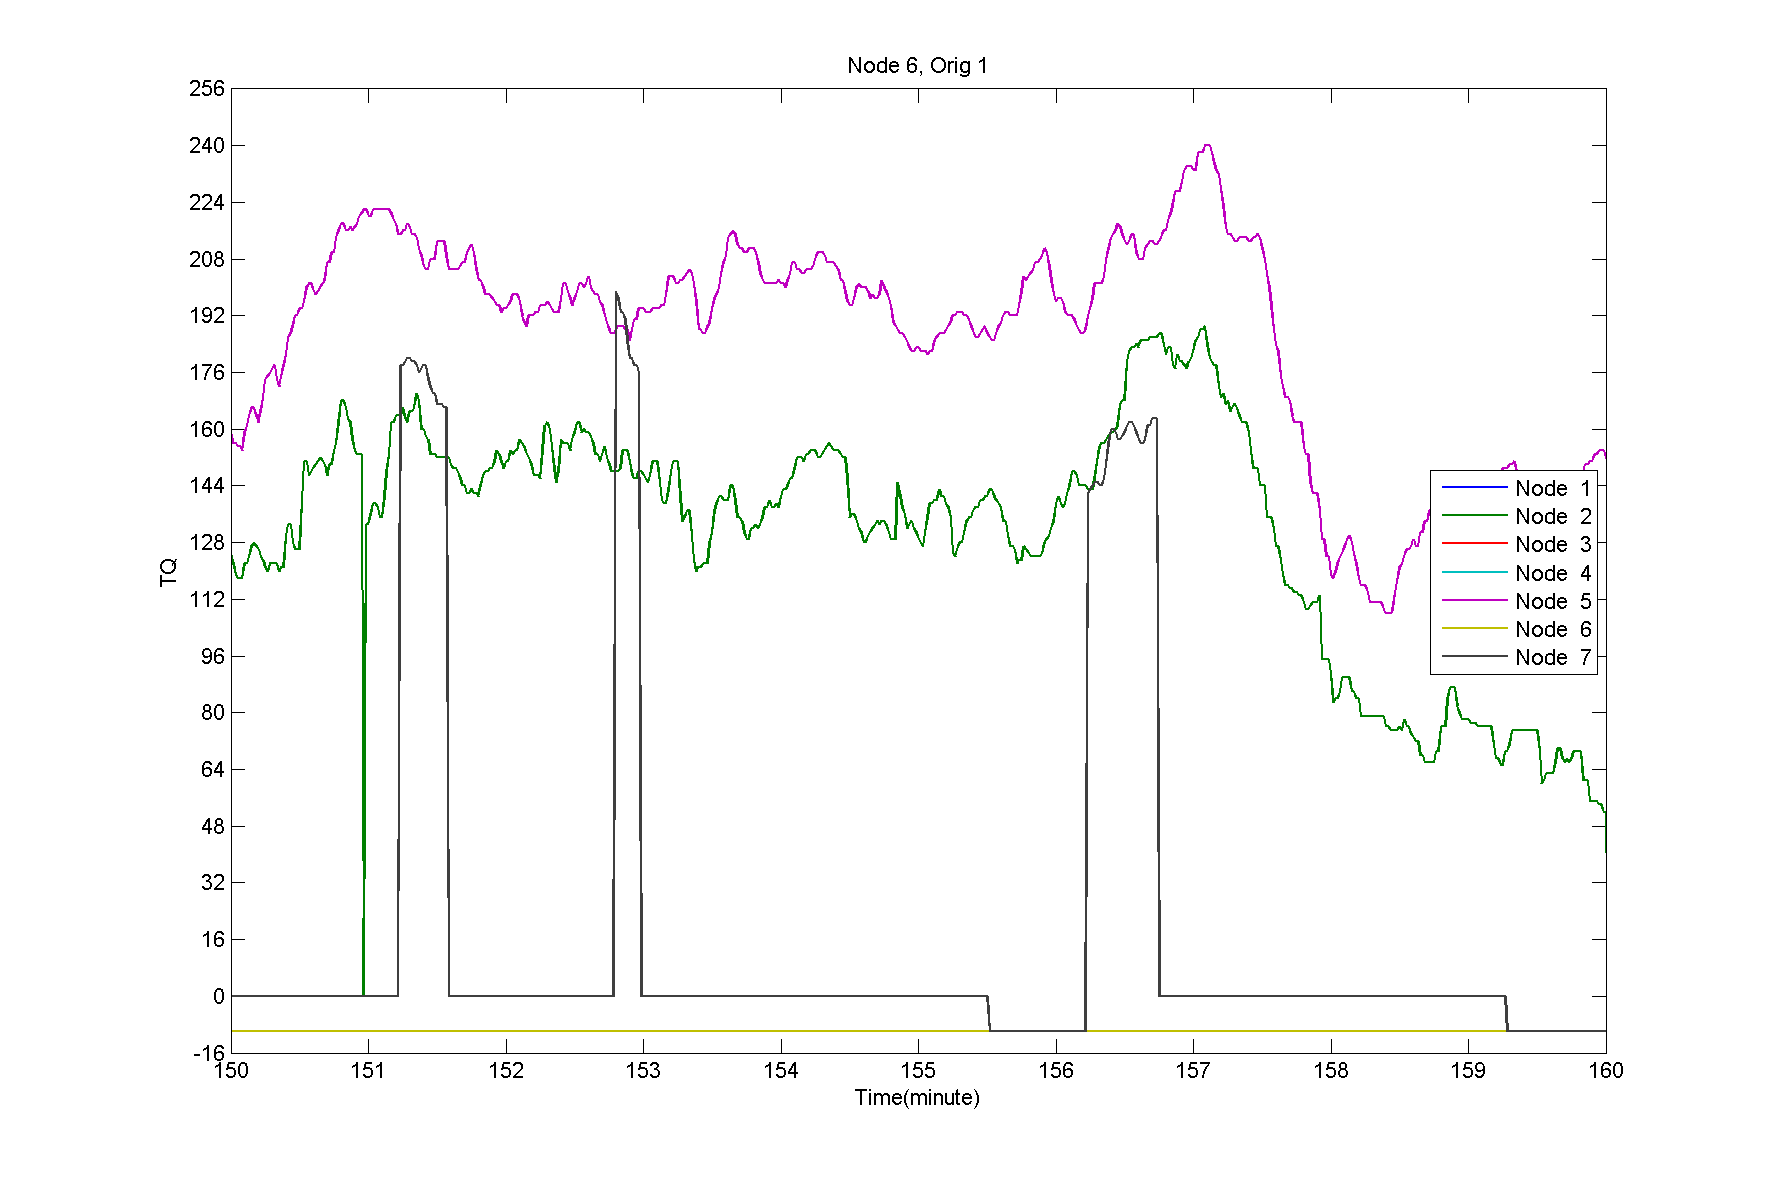 Node 6, Orig 1
256
240
224
208
192
176
160
144
128
112
96
80
64
48
32
16
0
-16
TQ
Node 1
Node 2
Node 3
Node 4
Node 5
Node 6
Node 7
150 151 152 153 154 155 156 157 158 159 160
Time(minute)